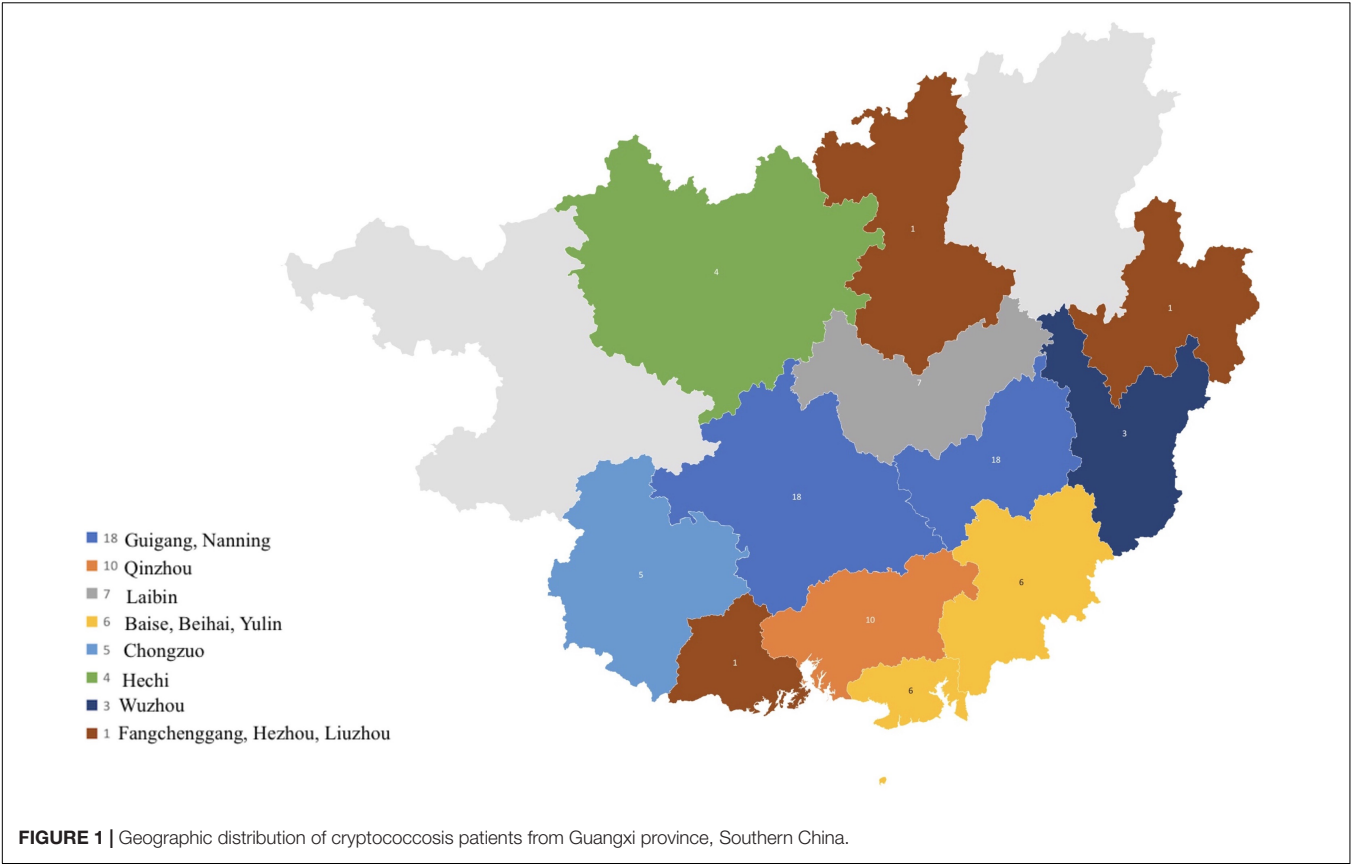 1
1
4
1
7
3
18
18
5
6
10
1
6
18 Guigang, Nanning
10 Qinzhou
7 Laibin
6 Baise, Beihai, Yulin
5 Chongzuo
4 Hechi
3 Wuzhou
1 Fangchenggang, Hezhou, Liuzhou
FIGURE 1 | Geographic distribution of cryptococcosis patients from Guangxi province, Southern China.